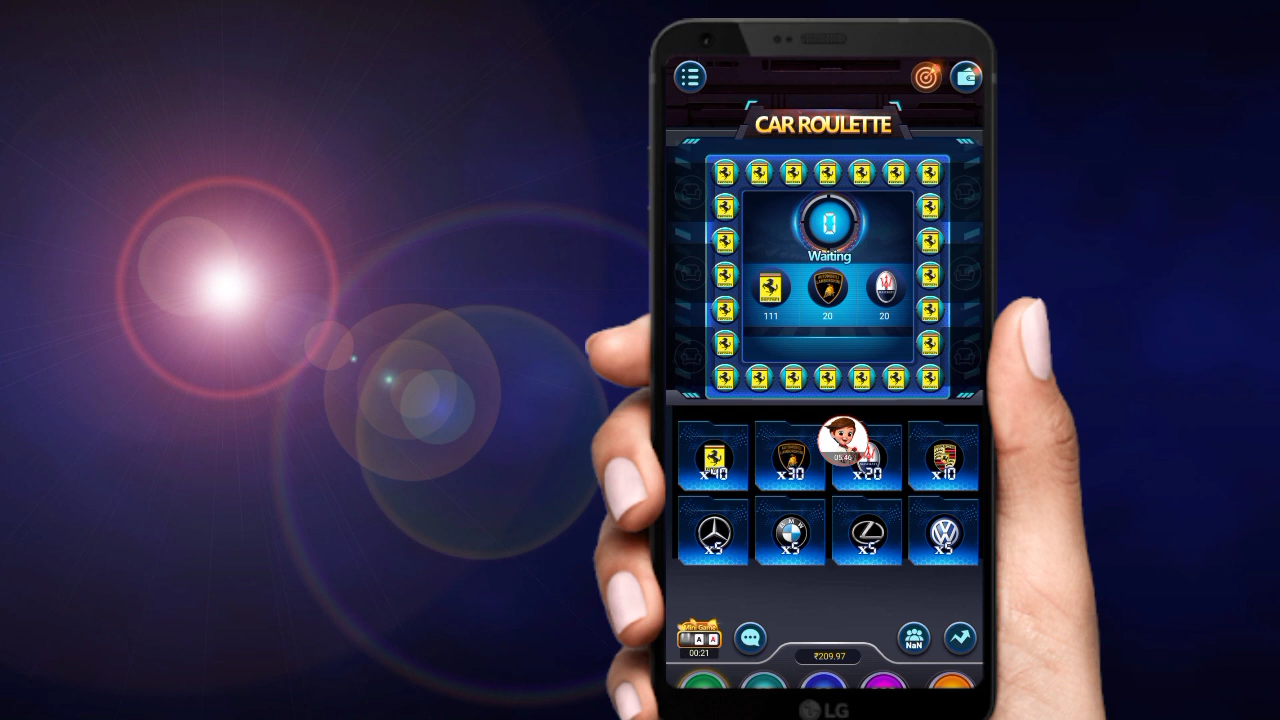 CAR ROULETTE
0
Waiting
111
20
20
05:46
x40
x30
x20
x10
x5
x5
x5
x5
Mini Game
A
A
00:21
NaN
₹209.97
LG